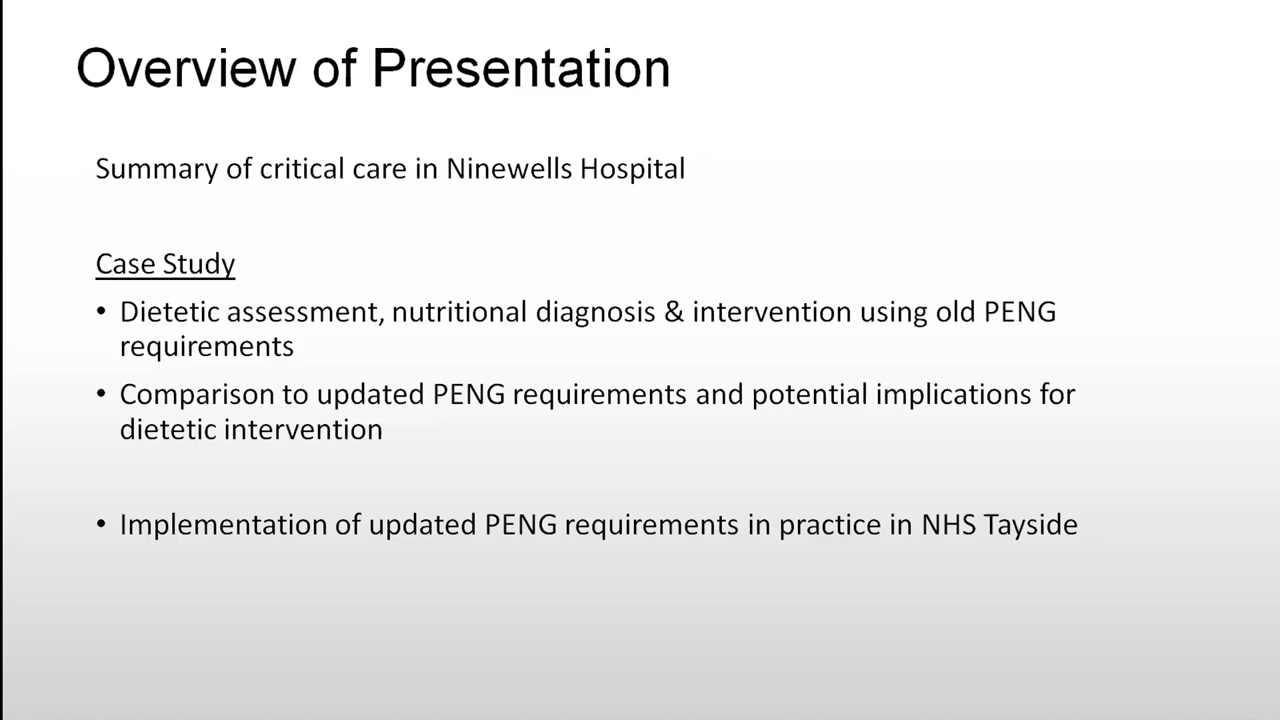 Overview of Presentation
Summary of critical care in Ninewells Hospital
Case Study
• Dietetic assessment, nutritional diagnosis & intervention using old PENG
requirements
• Comparison to updated PENG requirements and potential implications for
dietetic intervention
• Implementation of updated PENG requirements in practice in NHS Tayside